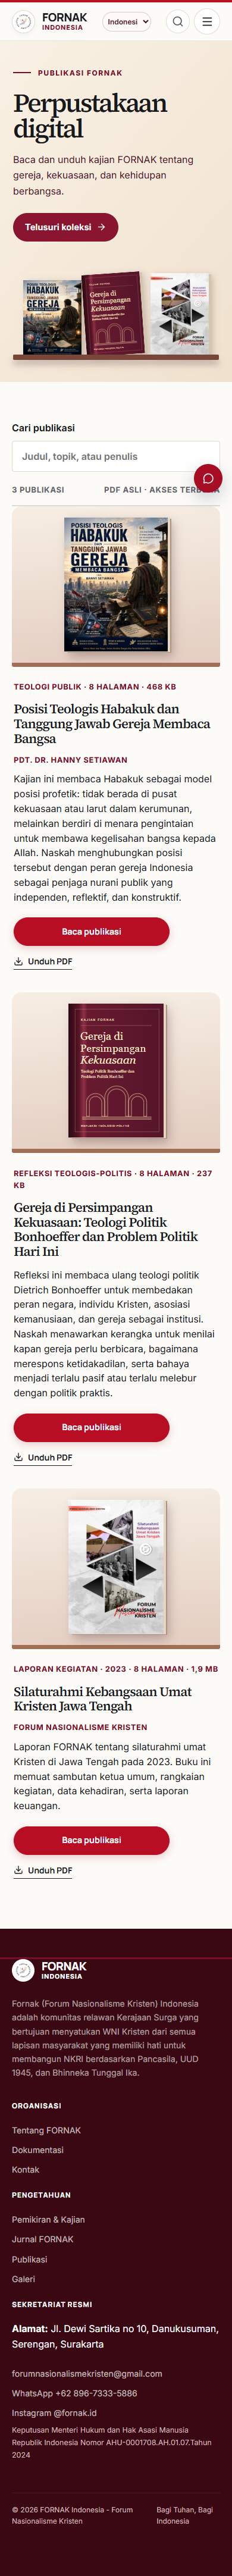 FORNAK
INDONESIA
Indonesi
PUBLIKASI FORNAK
Perpustakaan
digital
Baca dan unduh kajian FORNAK tentang
gereja, kekuasaan, dan kehidupan
berbangsa.
Telusuri koleksi
HABAKUK
Gereja di
Persimpangan
Kekuasaan
Cari publikasi
Judul, topik, atau penulis
3 PUBLIKASI
PDF ASLI · AKSES TERBUKA
POSISI TEOLOGIS
HABAKUK
DAN
TANGGUNG JAWAB GEREJA
MEMBACA BANGSA
Gereja di
Persimpangan
Kekuasaan
TEOLOGI PUBLIK · 8 HALAMAN · 468 KB
Posisi Teologis Habakuk dan
Tanggung Jawab Gereja Membaca
Bangsa
PDT. DR. HANNY SETIAWAN
Kajian ini membaca Habakuk sebagai model
posisi profetik: tidak berada di pusat
kekuasaan atau larut dalam kerumunan,
melainkan berdiri di menara pengintaian
untuk membawa kegelisahan bangsa kepada
Allah. Naskah menghubungkan posisi
tersebut dengan peran gereja Indonesia
sebagai penjaga nurani publik yang
independen, reflektif, dan konstruktif.
Baca publikasi
Unduh PDF
KAJIAN FORNAK
Gereja di
Persimpangan
Kekuasaan
Teologi Politik Bonhoeffer dan
Problem Politik Hari Ini
REFLEKSI TEOLOGIS-POLITIS · 8 HALAMAN · 237
KB
Gereja di Persimpangan
Kekuasaan: Teologi Politik
Bonhoeffer dan Problem Politik
Hari Ini
Refleksi ini membaca ulang teologi politik
Dietrich Bonhoeffer untuk membedakan
peran negara, individu Kristen, asosiasi
kemanusiaan, dan gereja sebagai institusi.
Naskah menawarkan kerangka untuk menilai
kapan gereja perlu berbicara, bagaimana
merespons ketidakadilan, serta bahaya
menjadi terlalu pasif atau terlalu melebur
dengan politik praktis.
Baca publikasi
Unduh PDF
FORUM
NASIONALISME
KRISTEN
LAPORAN KEGIATAN · 2023 · 8 HALAMAN · 1,9 MB
Silaturahmi Kebangsaan Umat
Kristen Jawa Tengah
FORUM NASIONALISME KRISTEN
Laporan FORNAK tentang silaturahmi umat
Kristen di Jawa Tengah pada 2023. Buku ini
memuat sambutan ketua umum, rangkaian
kegiatan, data kehadiran, serta laporan
keuangan.
Baca publikasi
Unduh PDF
FORNAK
INDONESIA
Fornak (Forum Nasionalisme Kristen) Indonesia
adalah komunitas relawan Kerajaan Surga yang
bertujuan menyatukan WNI Kristen dari semua
lapisan masyarakat yang memiliki hati untuk
membangun NKRI berdasarkan Pancasila, UUD
1945, dan Bhinneka Tunggal Ika.
ORGANISASI
Tentang FORNAK
Dokumentasi
Kontak
PENGETAHUAN
Pemikiran & Kajian
Jurnal FORNAK
Publikasi
Galeri
SEKRETARIAT RESMI
Alamat: Jl. Dewi Sartika no 10, Danukusuman,
Serengan, Surakarta
forumnasionalismekristen@gmail.com
WhatsApp +62 896-7333-5886
Instagram @fornak.id
Keputusan Menteri Hukum dan Hak Asasi Manusia
Republik Indonesia Nomor AHU-0001708.AH.01.07.Tahun
2024
© 2026 FORNAK Indonesia - Forum
Nasionalisme Kristen
Bagi Tuhan, Bagi
Indonesia